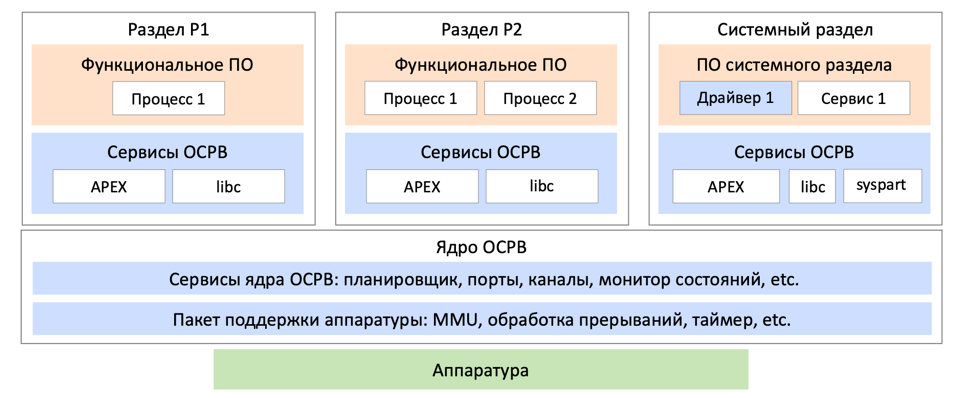 Раздел P1
Функциональное ПО
Процесс 1
Сервисы ОСРВ
APEX
libc
Раздел P2
Функциональное ПО
Процесс 1
Процесс 2
Сервисы ОСРВ
APEX
libc
Системный раздел
ПО системного раздела
Драйвер 1
Сервис 1
Сервисы ОСРВ
APEX
libc
syspart
Ядро ОСРВ
Сервисы ядра ОСРВ: планировщик, порты, каналы, монитор состояний, etc.
Пакет поддержки аппаратуры: MMU, обработка прерываний, таймер, etc.
Аппаратура